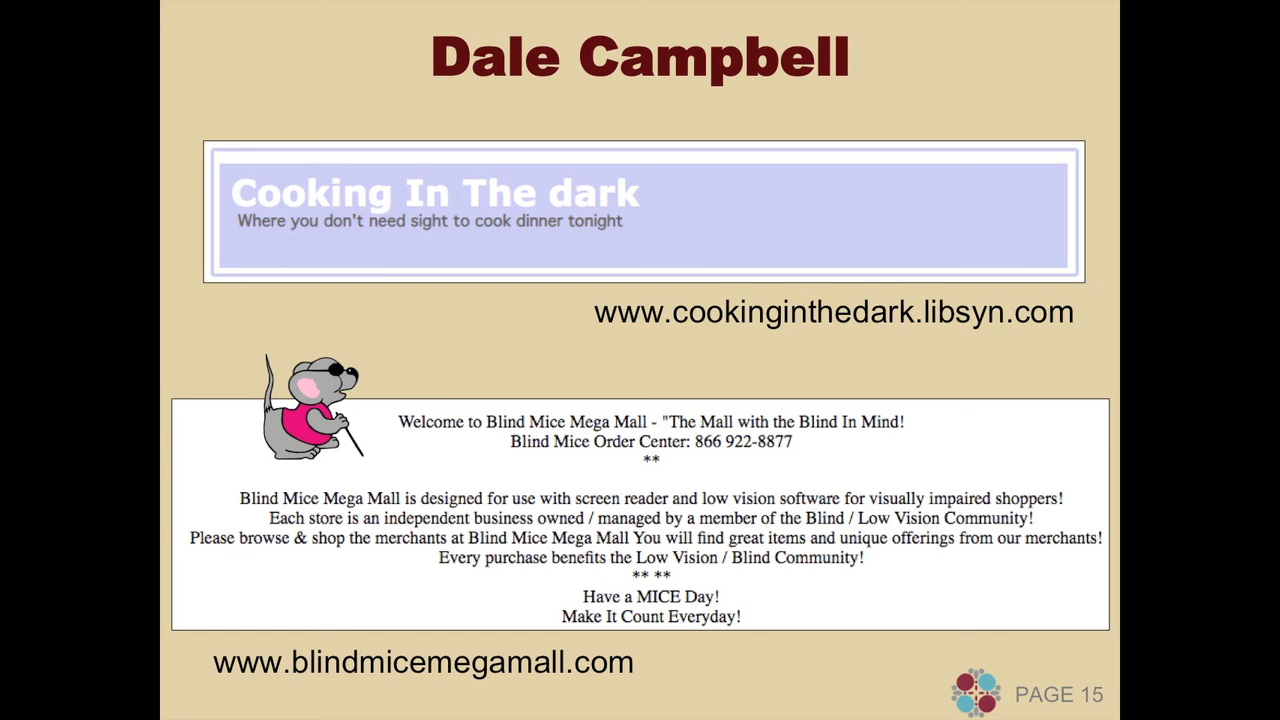 Dale Campbell
Cooking In The dark
Where you don't need sight to cook dinner tonight
www.cookinginthedark.libsyn.com
Welcome to Blind Mice Mega Mall - "The Mall with the Blind In Mind!
Blind Mice Order Center: 866 922-8877
**
Blind Mice Mega Mall is designed for use with screen reader and low vision software for visually impaired shoppers!
Each store is an independent business owned / managed by a member of the Blind / Low Vision Community!
Please browse & shop the merchants at Blind Mice Mega Mall You will find great items and unique offerings from our merchants!
Every purchase benefits the Low Vision / Blind Community!
** **
Have a MICE Day!
Make It Count Everyday!
www.blindmicemegamall.com
PAGE 15